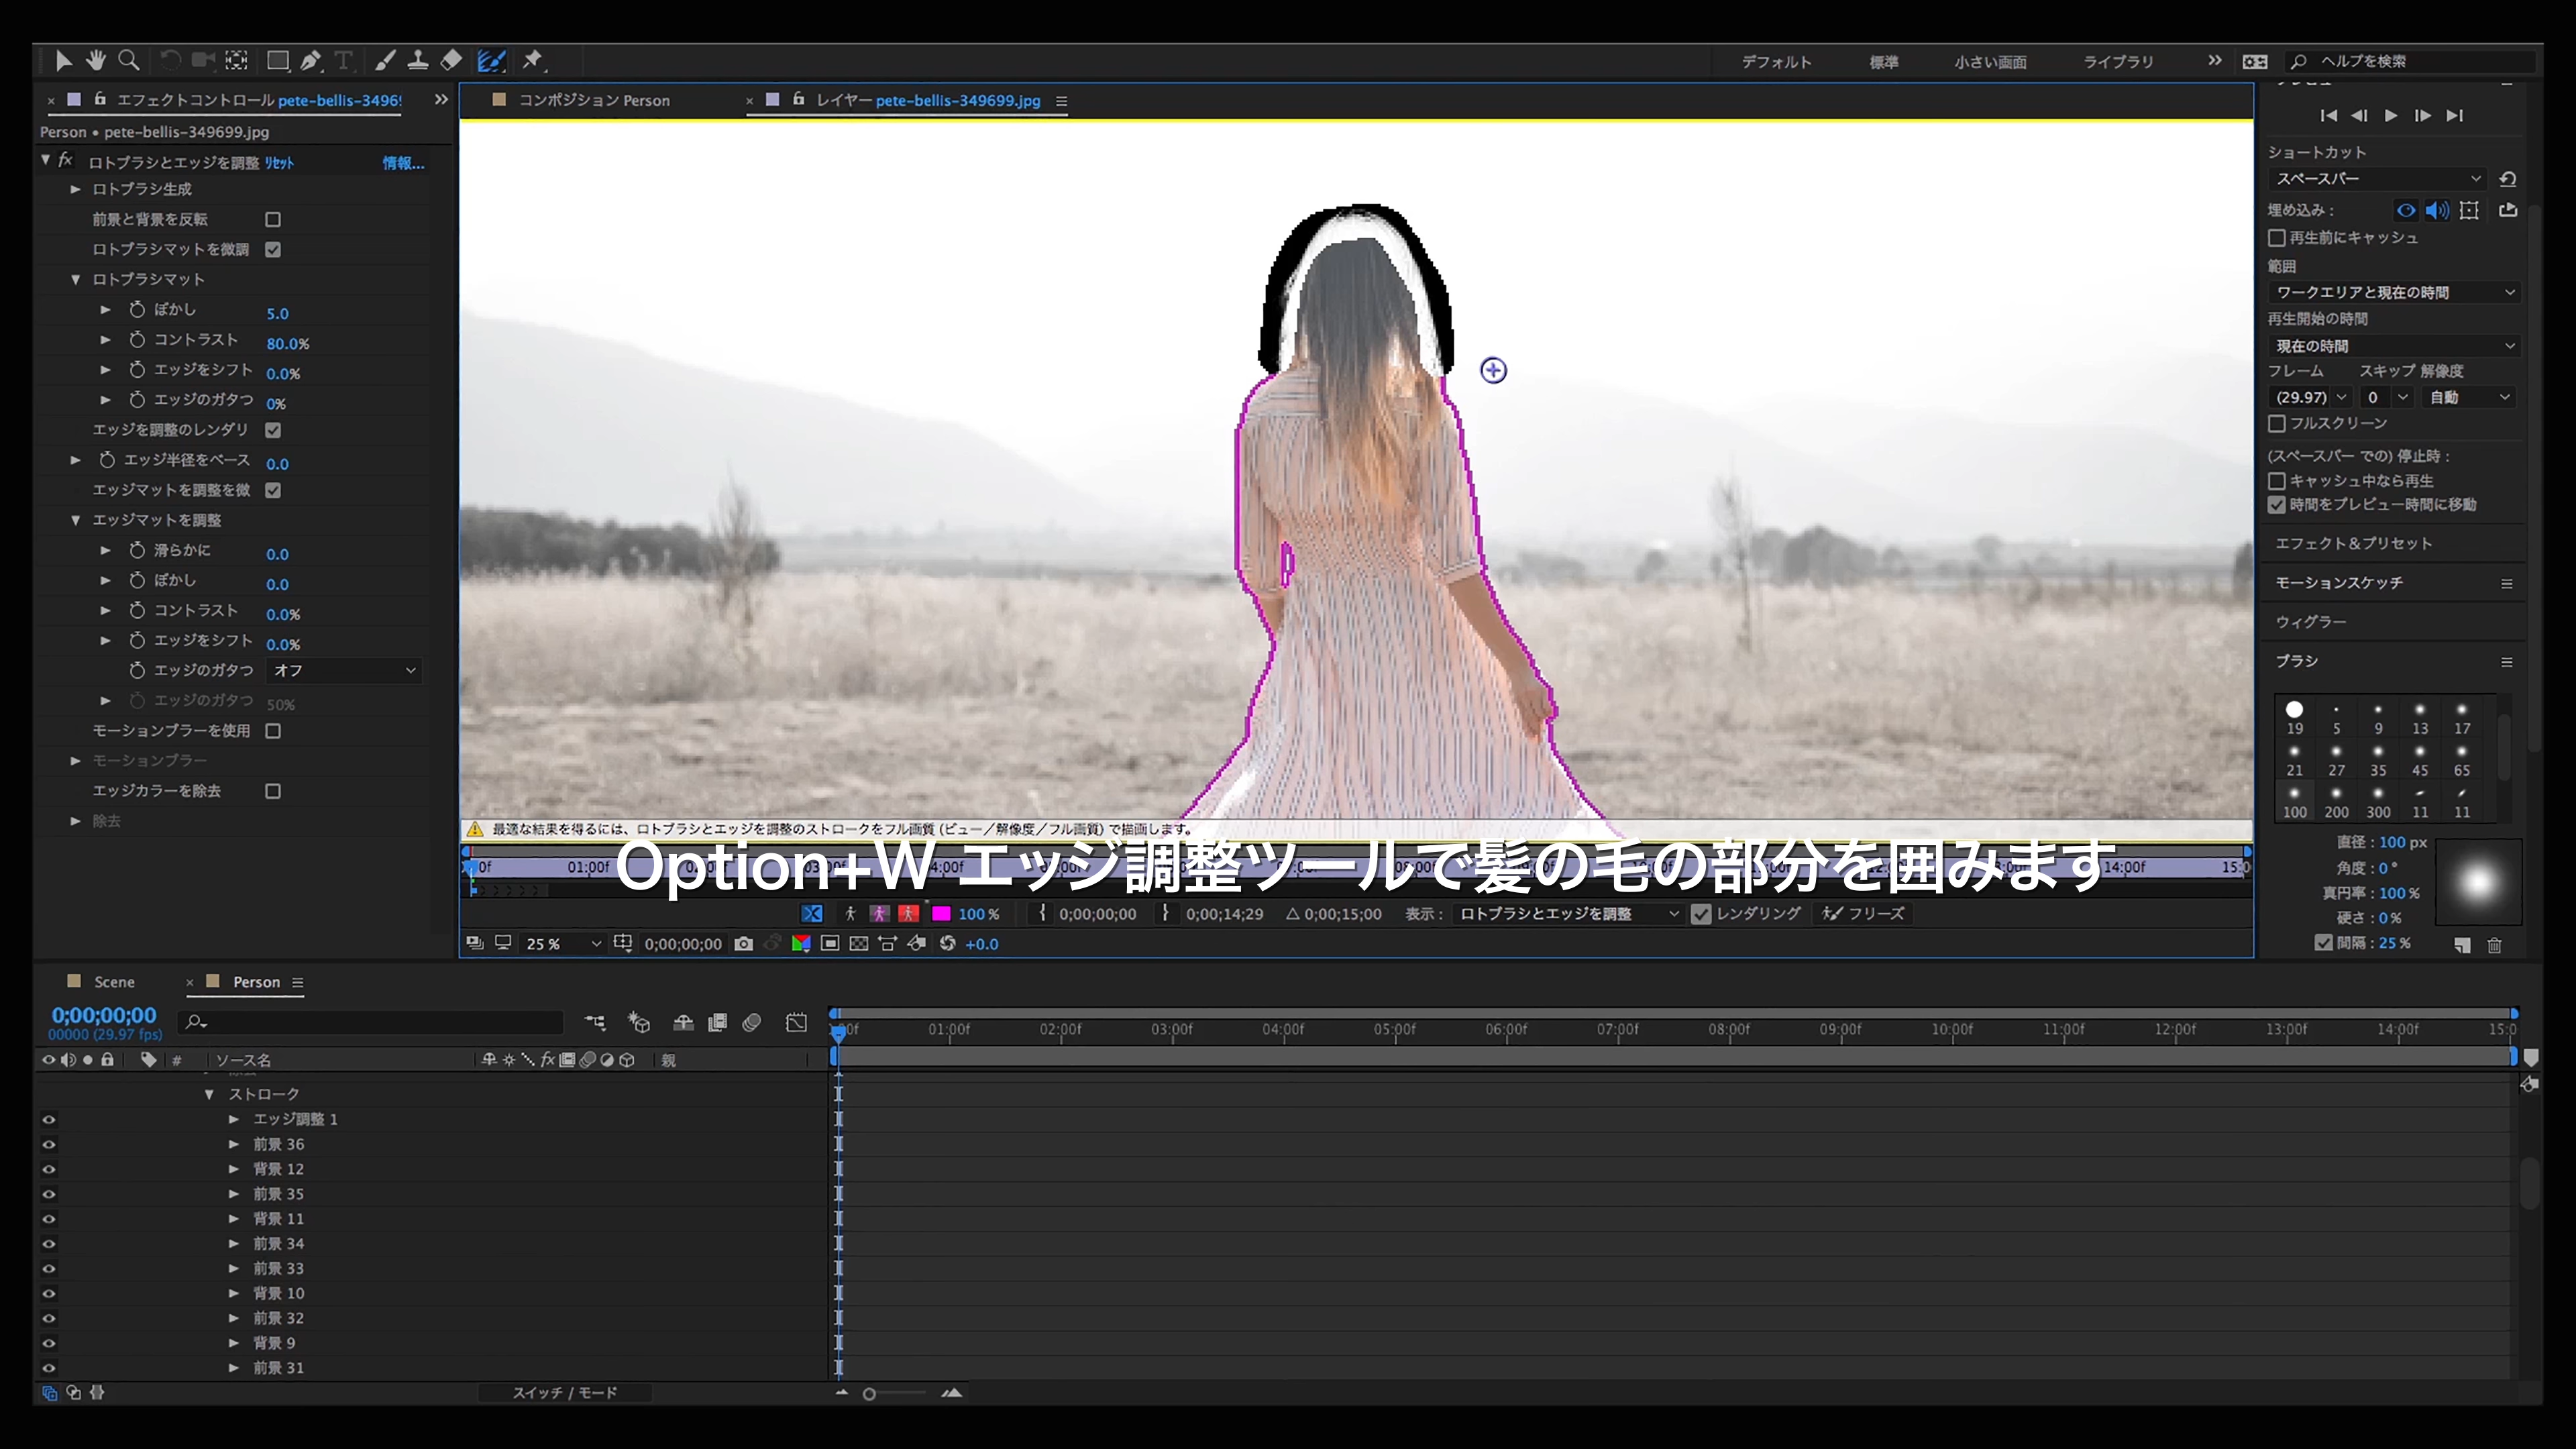 デフォルト 標準 小さい画面 ライブラリ ヘルプを検索
エフェクトコントロール pete-bellis-34969
コンポジション Person
レイヤー pete-bellis-349699.jpg
Person • pete-bellis-349699.jpg
fx ロトブラシとエッジを調整 リセット 情報...
ロトブラシ生成
前景と背景を反転
ロトブラシマットを微調
ロトブラシマット
ぼかし 5.0
コントラスト 80.0%
エッジをシフト 0.0%
エッジのガタつ 0%
エッジを調整のレンダリ
エッジ半径をベース 0.0
エッジマットを調整を微
エッジマットを調整
滑らかに 0.0
ぼかし 0.0
コントラスト 0.0%
エッジをシフト 0.0%
エッジのガタつ オフ
エッジのガタつ 50%
モーションブラーを使用
モーションブラー
エッジカラーを除去
除去
最適な結果を得るには、ロトブラシとエッジを調整のストロークをフル画質 (ビュー／解像度／フル画質) で描画します。
01:00f 14:00f
Option+W エッジ調整ツールで髪の毛の部分を囲みます
100 % 0;00;00;00 0;00;14;29 Δ 0;00;15;00 表示 : ロトブラシとエッジを調整 レンダリング フリーズ
25 % 0;00;00;00 +0.0
ショートカット
スペースバー
埋め込み :
再生前にキャッシュ
範囲
ワークエリアと現在の時間
再生開始の時間
現在の時間
フレーム スキップ 解像度
(29.97) 0 自動
フルスクリーン
(スペースバー での) 停止時 :
キャッシュ中なら再生
時間をプレビュー時間に移動
エフェクト＆プリセット
モーションスケッチ
ウィグラー
ブラシ
19 5 9 13 17
21 27 35 45 65
100 200 300 11 11
直径 : 100 px
角度 : 0 °
真円率 : 100 %
硬さ : 0 %
間隔 : 25 %
Scene Person
0;00;00;00
00000 (29.97 fps)
01:00f 02:00f 03:00f 04:00f 05:00f 06:00f 07:00f 08:00f 09:00f 10:00f 11:00f 12:00f 13:00f 14:00f 15:0
# ソース名 fx 親
ストローク
エッジ調整 1
前景 36
背景 12
前景 35
背景 11
前景 34
前景 33
背景 10
前景 32
背景 9
前景 31
スイッチ / モード